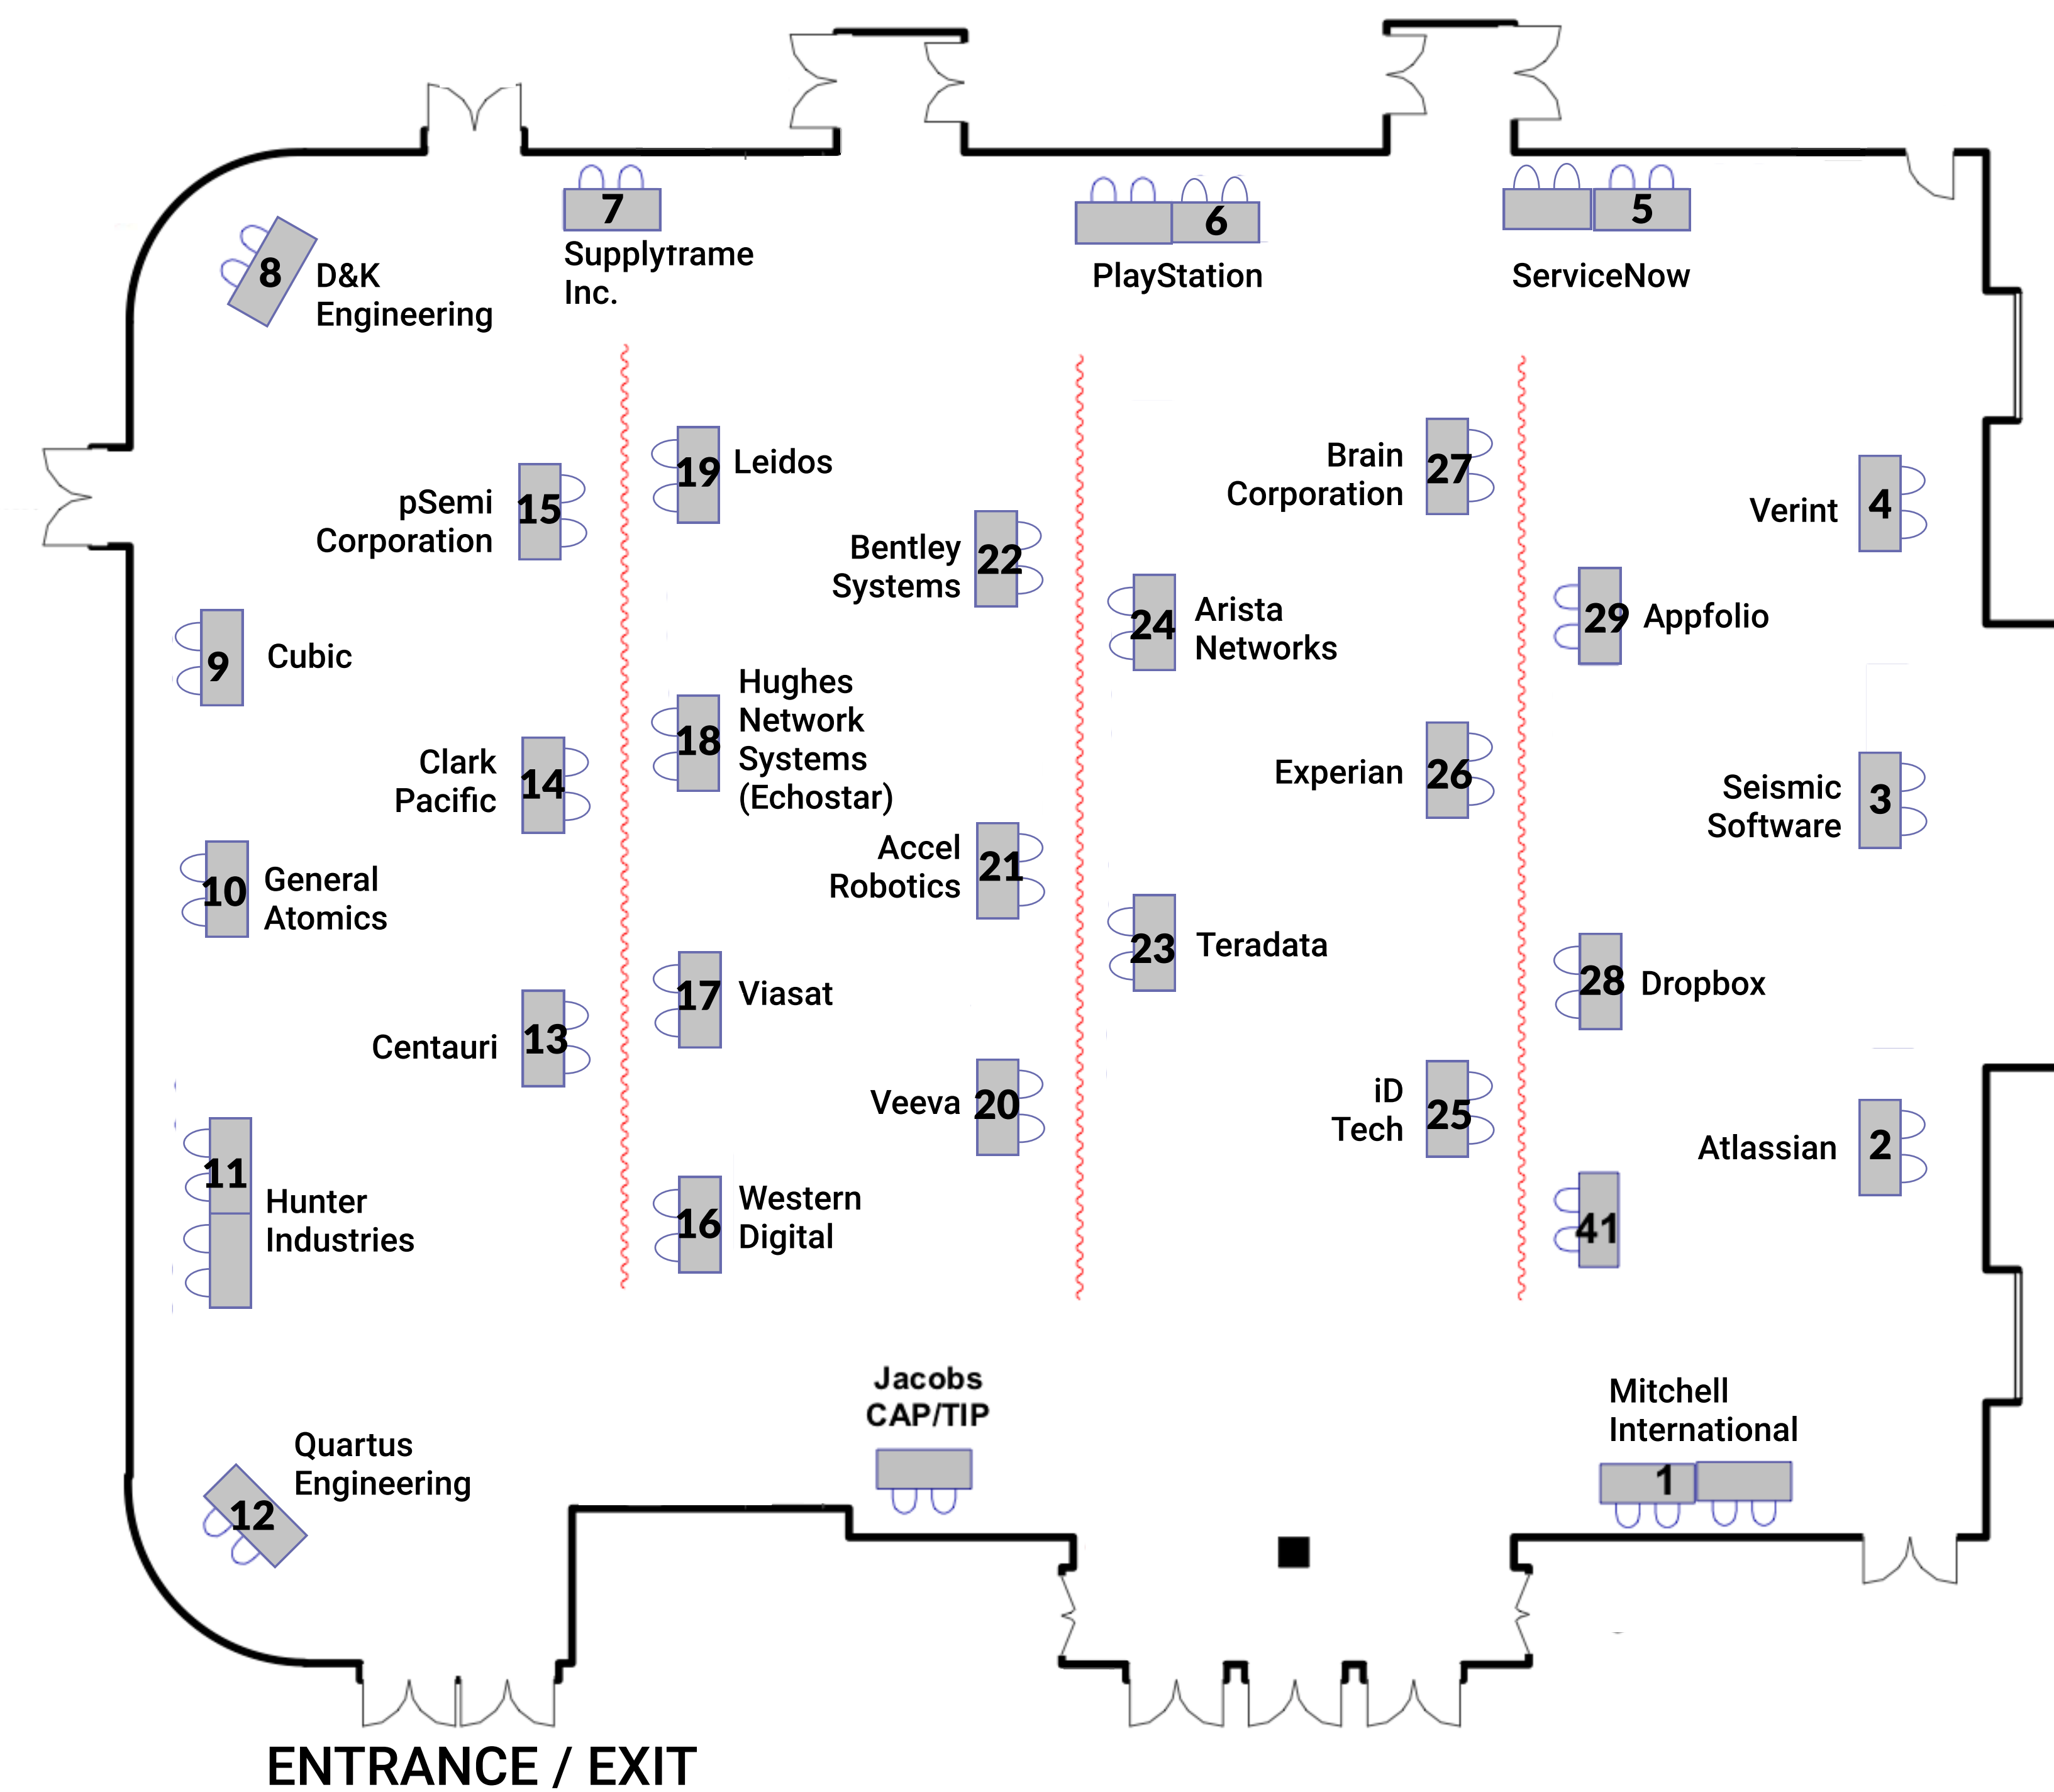 7
Supplyframe
Inc.
6
PlayStation
5
ServiceNow
8
D&K
Engineering
19
Leidos
Brain
Corporation
27
15
pSemi
Corporation
Verint
4
Bentley
Systems
22
24
Arista
Networks
29
Appfolio
9
Cubic
18
Hughes
Network
Systems
(Echostar)
Clark
Pacific
14
Experian
26
Seismic
Software
3
10
General
Atomics
Accel
Robotics
21
23
Teradata
28
Dropbox
17
Viasat
Centauri
13
Veeva
20
iD
Tech
25
Atlassian
2
11
Hunter
Industries
16
Western
Digital
41
Jacobs
CAP/TIP
Mitchell
International
1
Quartus
Engineering
12
ENTRANCE / EXIT